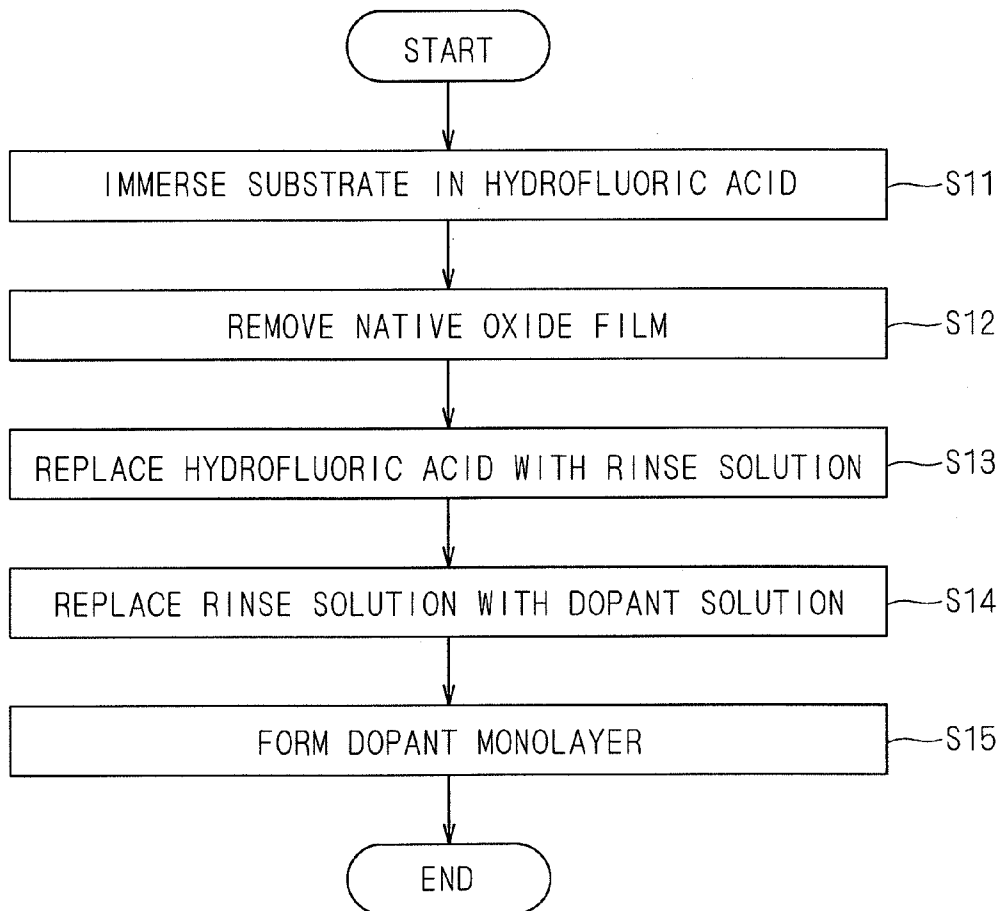 START
IMMERSE SUBSTRATE IN HYDROFLUORIC ACID
S11
REMOVE NATIVE OXIDE FILM
S12
REPLACE HYDROFLUORIC ACID WITH RINSE SOLUTION
S13
REPLACE RINSE SOLUTION WITH DOPANT SOLUTION
S14
FORM DOPANT MONOLAYER
S15
END